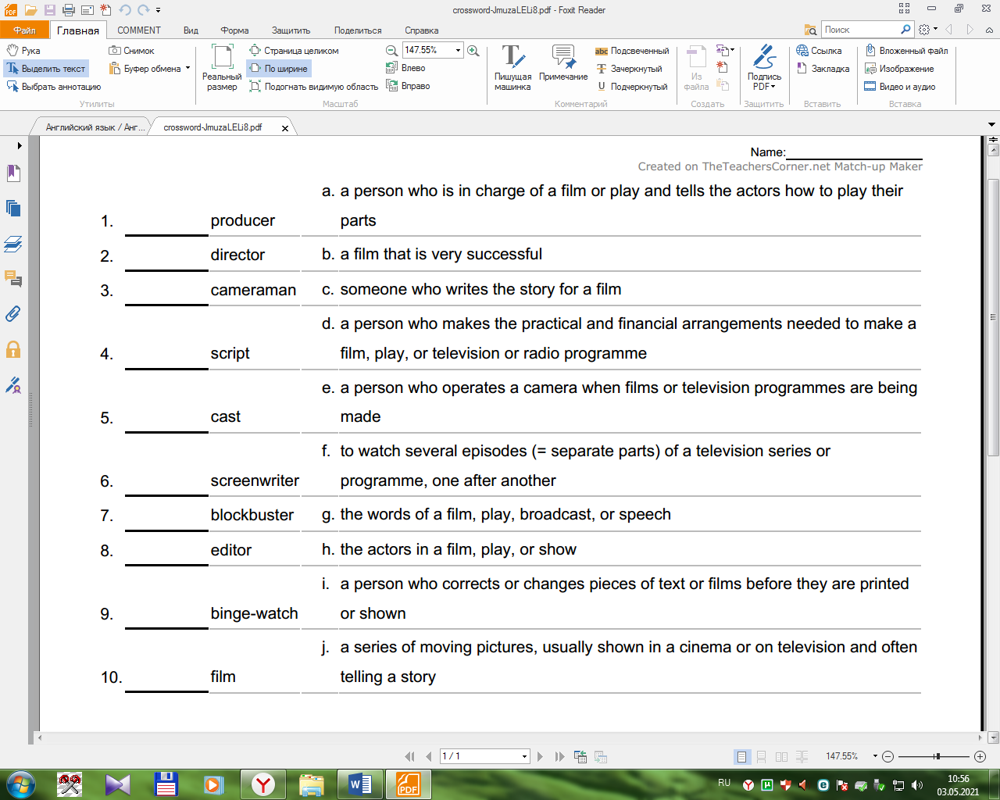 crossword-JmuzaLELi8.pdf - Foxit Reader
Файл Главная COMMENT Вид Форма Защитить Поделиться Справка Поиск
Рука Снимок
Выделить текст Буфер обмена
Выбрать аннотацию
Утилиты
Реальный размер
Страница целиком 147.55%
По ширине Влево
Подогнать видимую область Вправо
Масштаб
Пишущая машинка Примечание
abc Подсвеченный
Зачеркнутый
Подчеркнутый
Комментарий
Из файла
Создать
Подпись PDF
Защитить
Ссылка
Закладка
Вставить
Вложенный файл
Изображение
Видео и аудио
Вставка
Английский язык / Анг... crossword-JmuzaLELi8.pdf
Name:
Created on TheTeachersCorner.net Match-up Maker
a. a person who is in charge of a film or play and tells the actors how to play their
1. producer parts
2. director b. a film that is very successful
3. cameraman c. someone who writes the story for a film
d. a person who makes the practical and financial arrangements needed to make a
4. script film, play, or television or radio programme
e. a person who operates a camera when films or television programmes are being
5. cast made
f. to watch several episodes (= separate parts) of a television series or
6. screenwriter programme, one after another
7. blockbuster g. the words of a film, play, broadcast, or speech
8. editor h. the actors in a film, play, or show
i. a person who corrects or changes pieces of text or films before they are printed
9. binge-watch or shown
j. a series of moving pictures, usually shown in a cinema or on television and often
10. film telling a story
1 / 1 147.55%
RU 10:56
03.05.2021